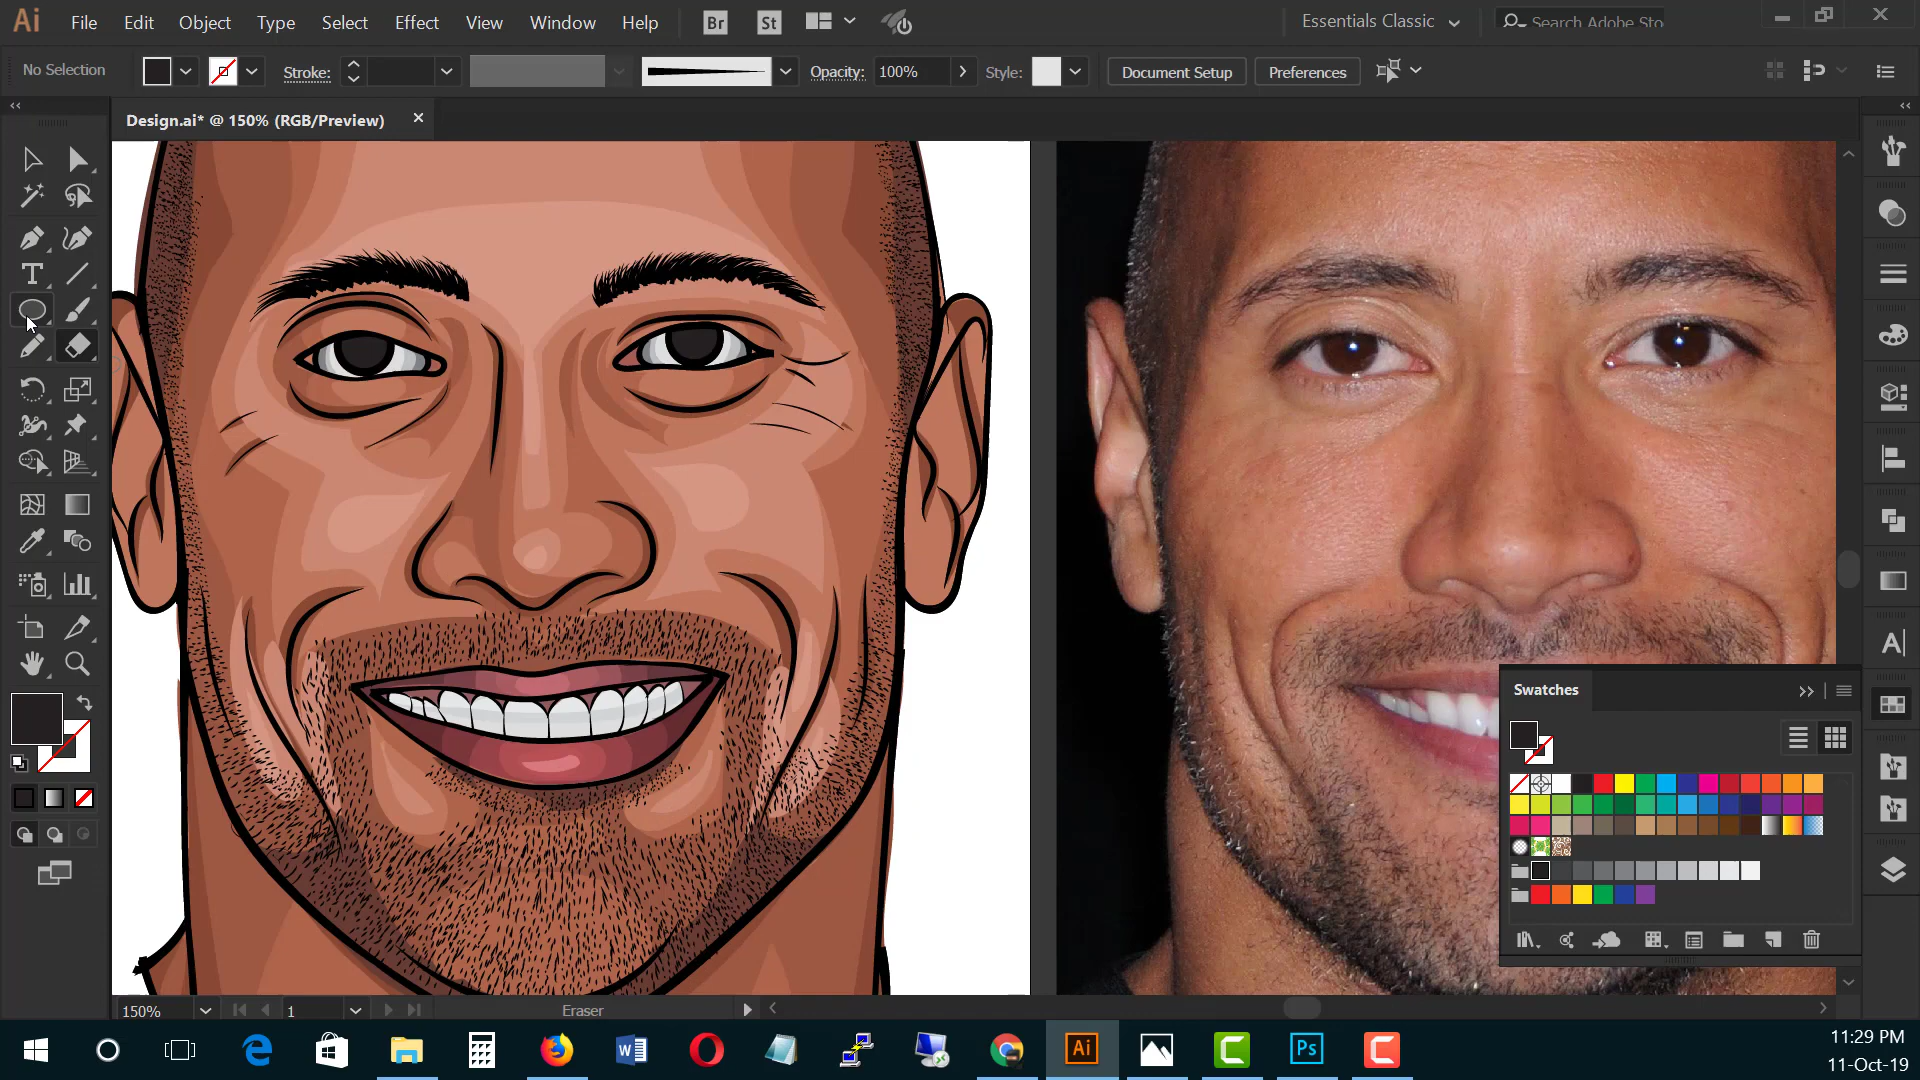 Ai File Edit Object Type Select Effect View Window Help Br St Essentials Classic Search Adobe Sto
No Selection Stroke: Opacity: 100% Style: Document Setup Preferences
Design.ai* @ 150% (RGB/Preview)
T
Swatches
A
150% 1 Eraser
W Ai Ps
11:29 PM
11-Oct-19